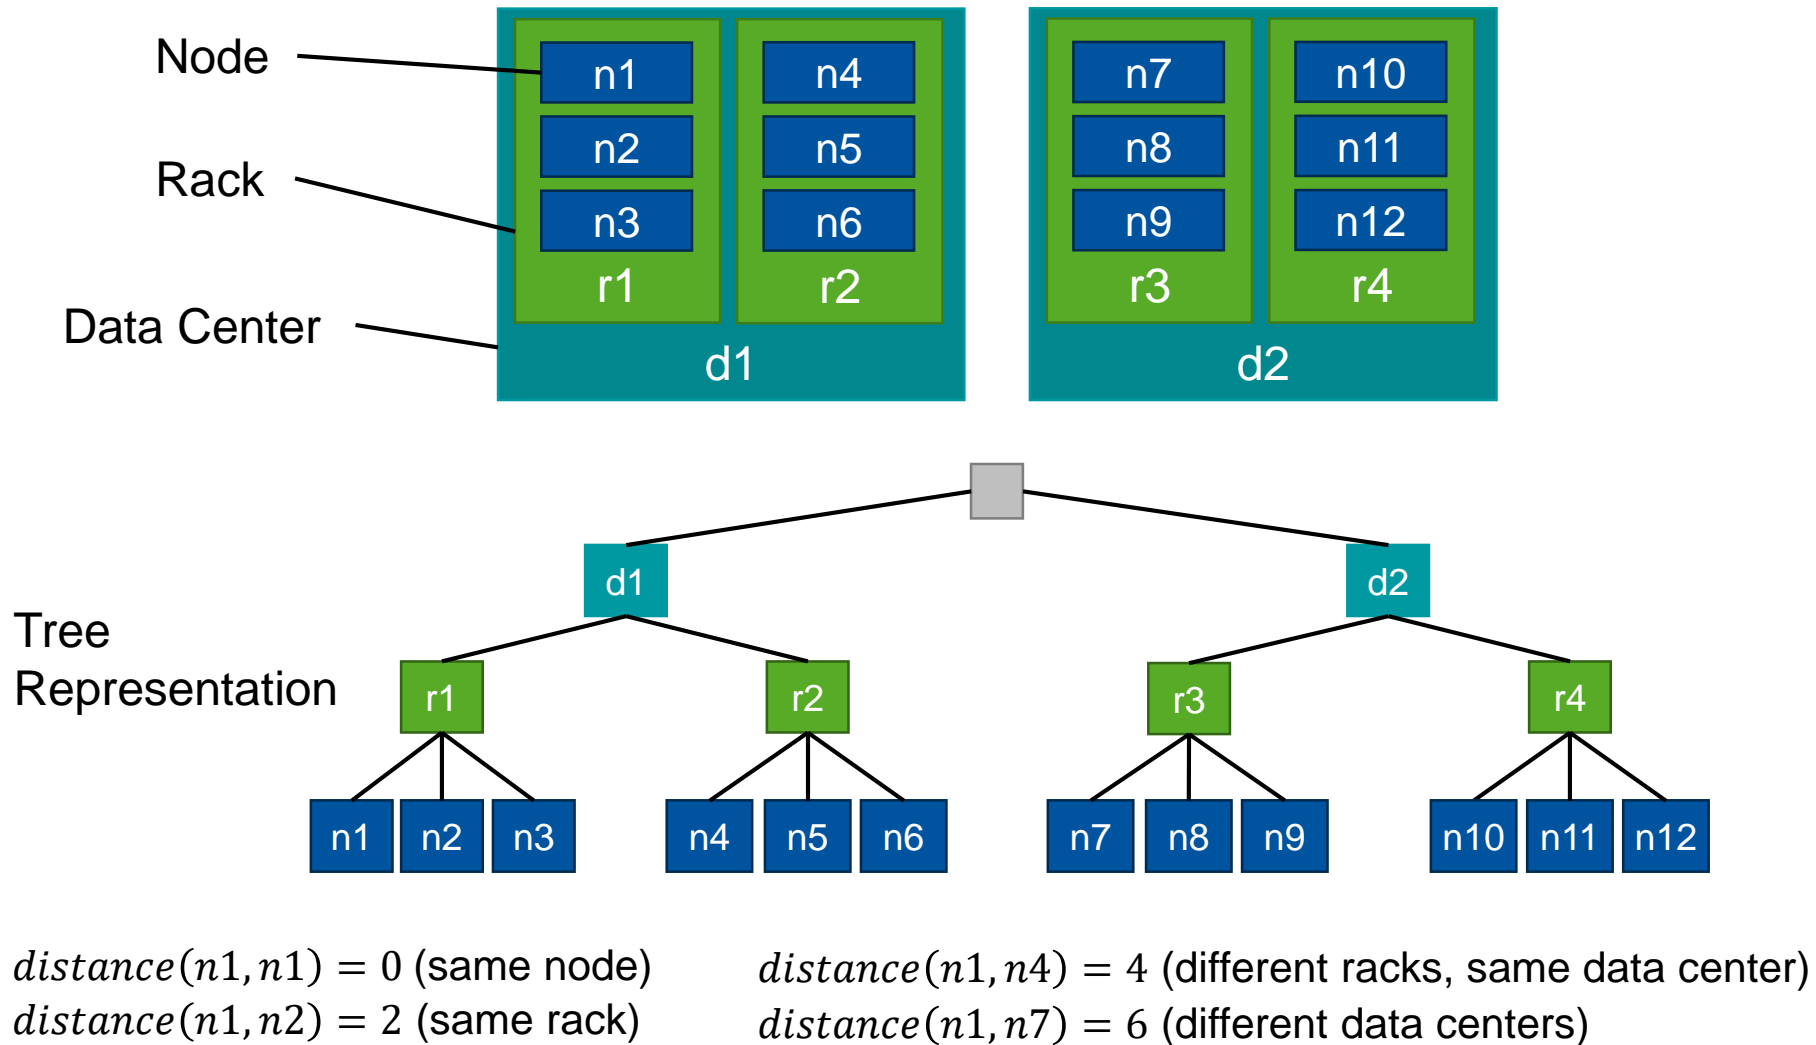 Node
Rack
Data Center
n1
n2
n3
r1
n4
n5
n6
r2
d1
n7
n8
n9
r3
n10
n11
n12
r4
d2
Tree
Representation
d1
d2
r1
r2
r3
r4
n1 n2 n3 n4 n5 n6 n7 n8 n9 n10 n11 n12
distance(n1, n1) = 0 (same node)
distance(n1, n2) = 2 (same rack)
distance(n1, n4) = 4 (different racks, same data center)
distance(n1, n7) = 6 (different data centers)